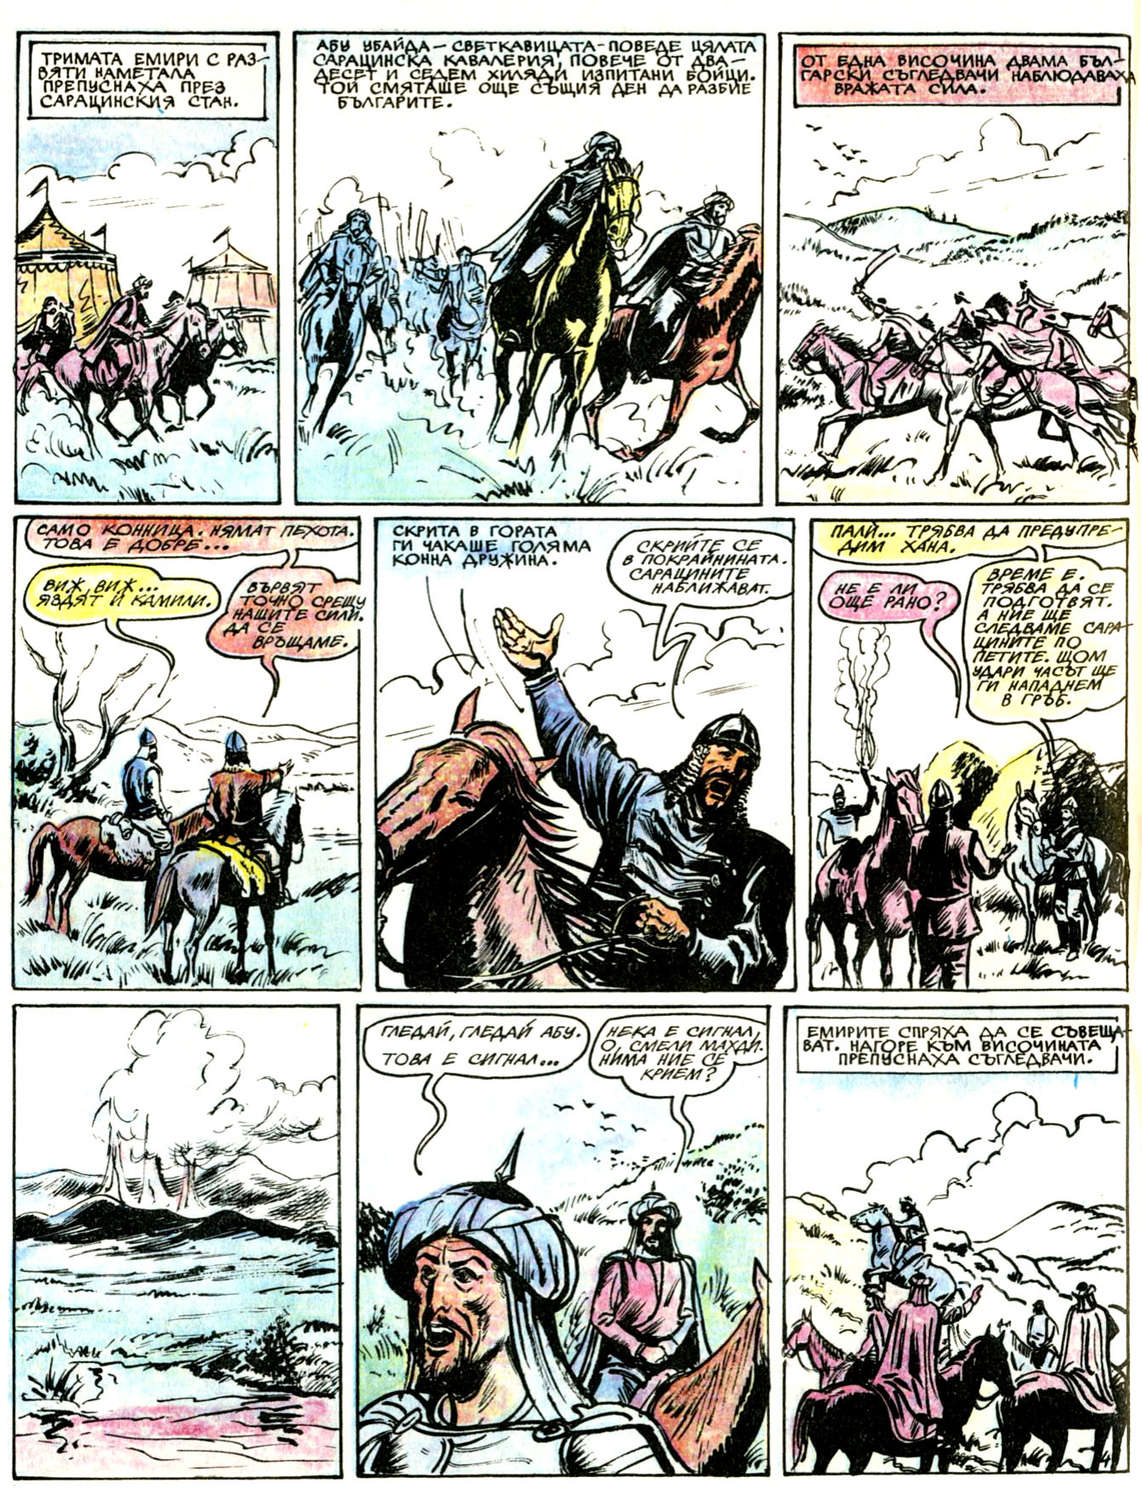 ТРИМАТА ЕМИРИ С РАЗ-
ВЯТИ НАМЕТАЛА
ПРЕПУСНАХА ПРЕЗ
САРАЦИНСКИЯ СТАН.
АБУ УБАЙДА – СВЕТКАВИЦАТА – ПОВЕДЕ ЦЯЛАТА
САРАЦИНСКА КАВАЛЕРИЯ, ПОВЕЧЕ ОТ ДВА-
ДЕСЕТ И СЕДЕМ ХИЛЯДИ ИЗПИТАНИ БОЙЦИ.
ТОЙ СМЯТАШЕ ОЩЕ СЪЩИЯ ДЕН ДА РАЗБИЕ
БЪЛГАРИТЕ.
ОТ ЕДНА ВИСОЧИНА ДВАМА БЪЛ-
ГАРСКИ СЪГЛЕДВАЧИ НАБЛЮДАВАХА
ВРАЖАТА СИЛА.
САМО КОННИЦА. НЯМАТ ПЕХОТА.
ТОВА Е ДОБРЕ...
ВИЖ, ВИЖ...
ЯЗДЯТ И КАМИЛИ.
ВЪРВЯТ
ТОЧНО СРЕЩУ
НАШИТЕ СИЛИ.
ДА СЕ
ВРЪЩАМЕ.
СКРИТА В ГОРАТА
ГИ ЧАКАШЕ ГОЛЯМА
КОННА ДРУЖИНА.
СКРИЙТЕ СЕ
В ПОКРАЙНИНАТА.
САРАЦИНИТЕ
НАБЛИЖАВАТ.
ПАЛИ... ТРЯБВА ДА ПРЕДУПРЕ-
ДИМ ХАНА.
НЕ Е ЛИ
ОЩЕ РАНО?
ВРЕМЕ Е.
ТРЯБВА ДА СЕ
ПОДГОТВЯТ.
А НИЕ ЩЕ
СЛЕДВАМЕ САРА-
ЦИНИТЕ ПО
ПЕТИТЕ. ЩОМ
УДАРИ ЧАСЪТ ЩЕ
ГИ НАПАДНЕМ
В ГРЪБ.
ГЛЕДАЙ, ГЛЕДАЙ АБУ.
ТОВА Е СИГНАЛ...
НЕКА Е СИГНАЛ,
О, СМЕЛИ МАХДИ.
НИМА НИЕ СЕ
КРИЕМ?
ЕМИРИТЕ СПРЯХА ДА СЕ СЪВЕЩА-
ВАТ. НАГОРЕ КЪМ ВИСОЧИНАТА
ПРЕПУСНАХА СЪГЛЕДВАЧИ.